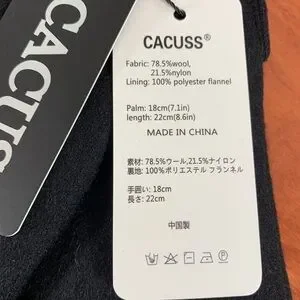 CACUSS
CACUSS®
Fabric: 78.5%wool,
21.5%nylon
Lining: 100% polyester flannel
Palm: 18cm(7.1in)
length: 22cm(8.6in)
MADE IN CHINA
素材: 78.5%ウール,21.5%ナイロン
裏地: 100%ポリエステル フランネル
手囲い: 18cm
長さ: 22cm
中国製